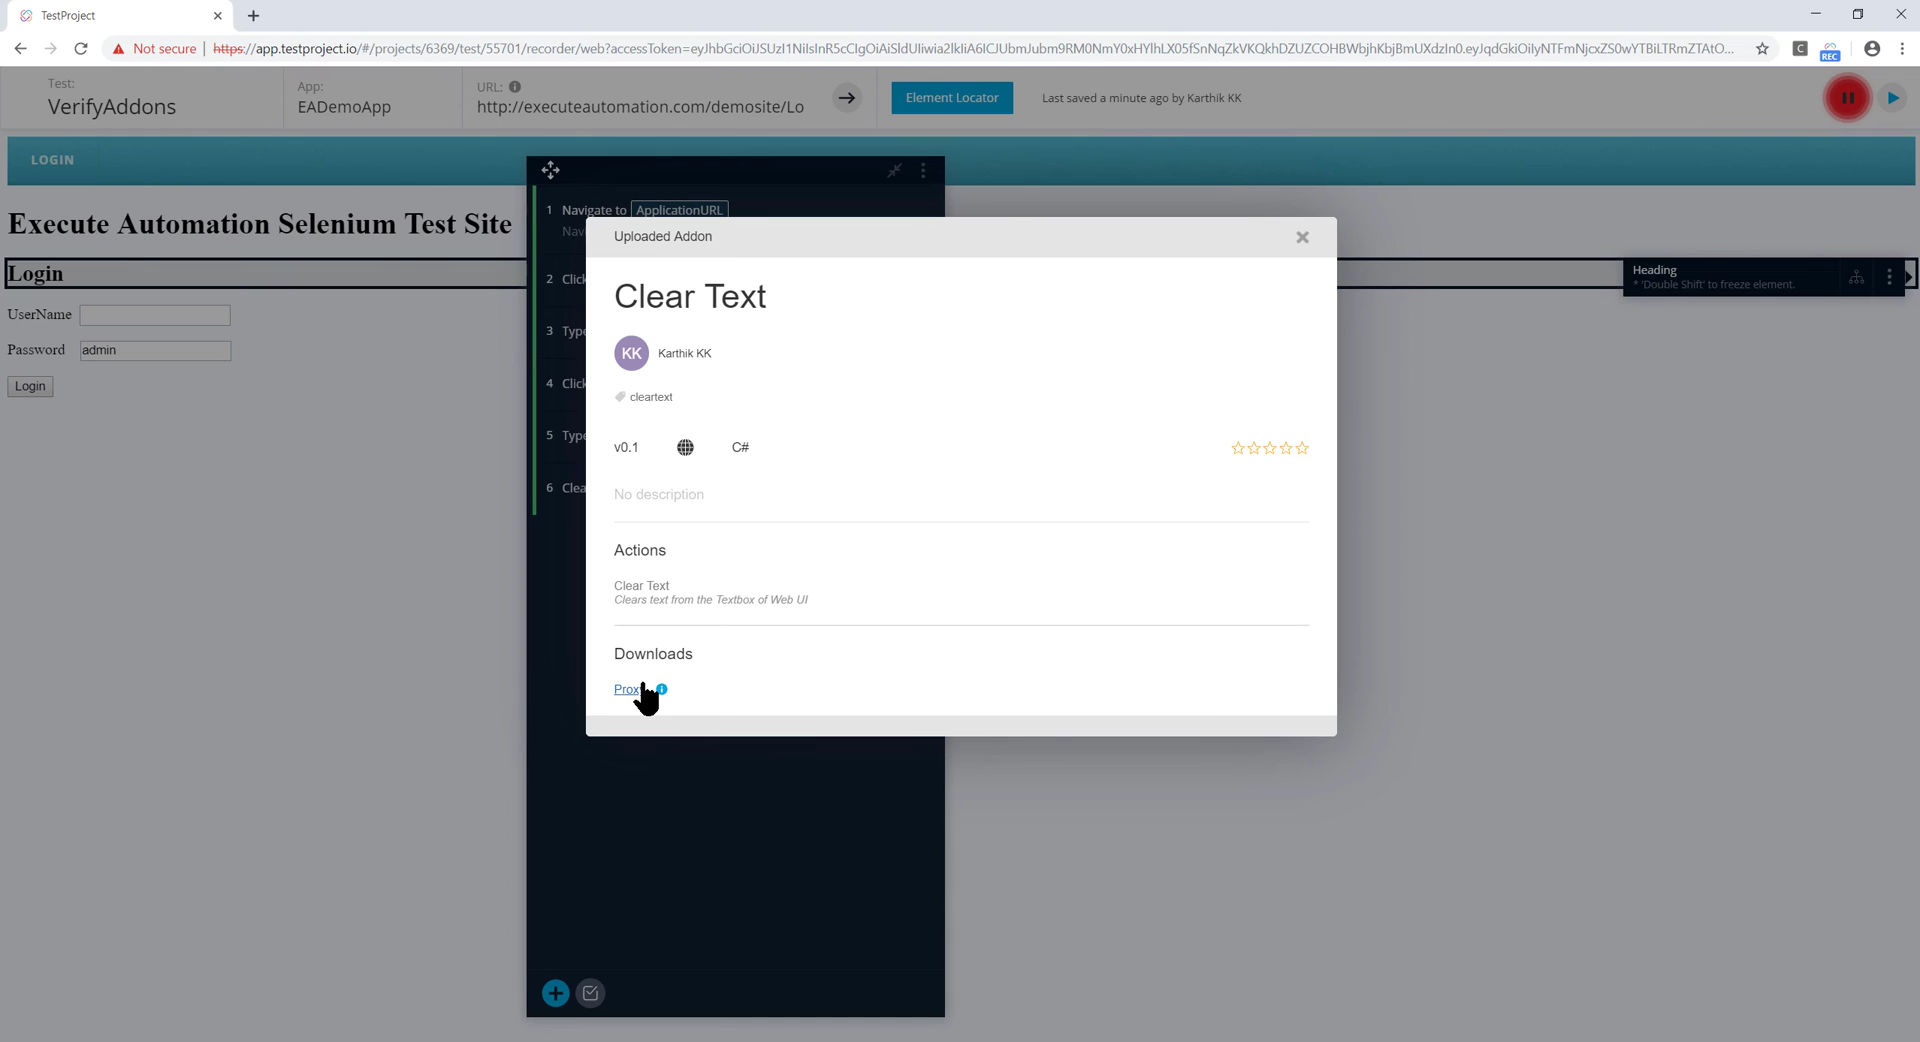 TestProject
Not secure
https://app.testproject.io/#/projects/6369/test/55701/recorder/web?accessToken=
REC
Test:
VerifyAddons
App:
EADemoApp
URL:
http://executeautomation.com/demosite/Lo
Element Locator
Last saved a minute ago by Karthik KK
LOGIN
Execute Automation Selenium Test Site
Login
UserName
Password admin
Login
Heading
* 'Double Shift' to freeze element.
1 Navigate to ApplicationURL
Navi
2 Click
3 Type
4 Click
5 Type
6 Clea
Uploaded Addon
Clear Text
KK Karthik KK
cleartext
v0.1 C#
No description
Actions
Clear Text
Clears text from the Textbox of Web UI
Downloads
Proxy